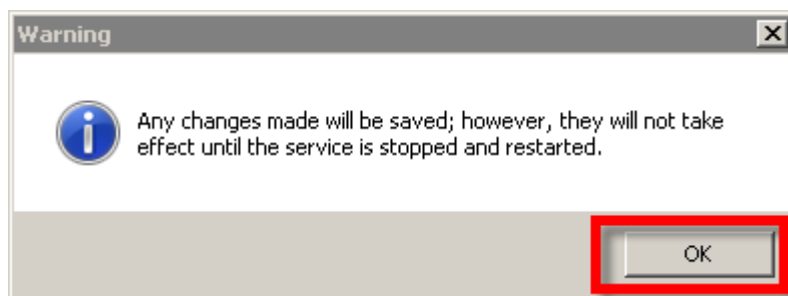 Warning
Any changes made will be saved; however, they will not take
effect until the service is stopped and restarted.
OK